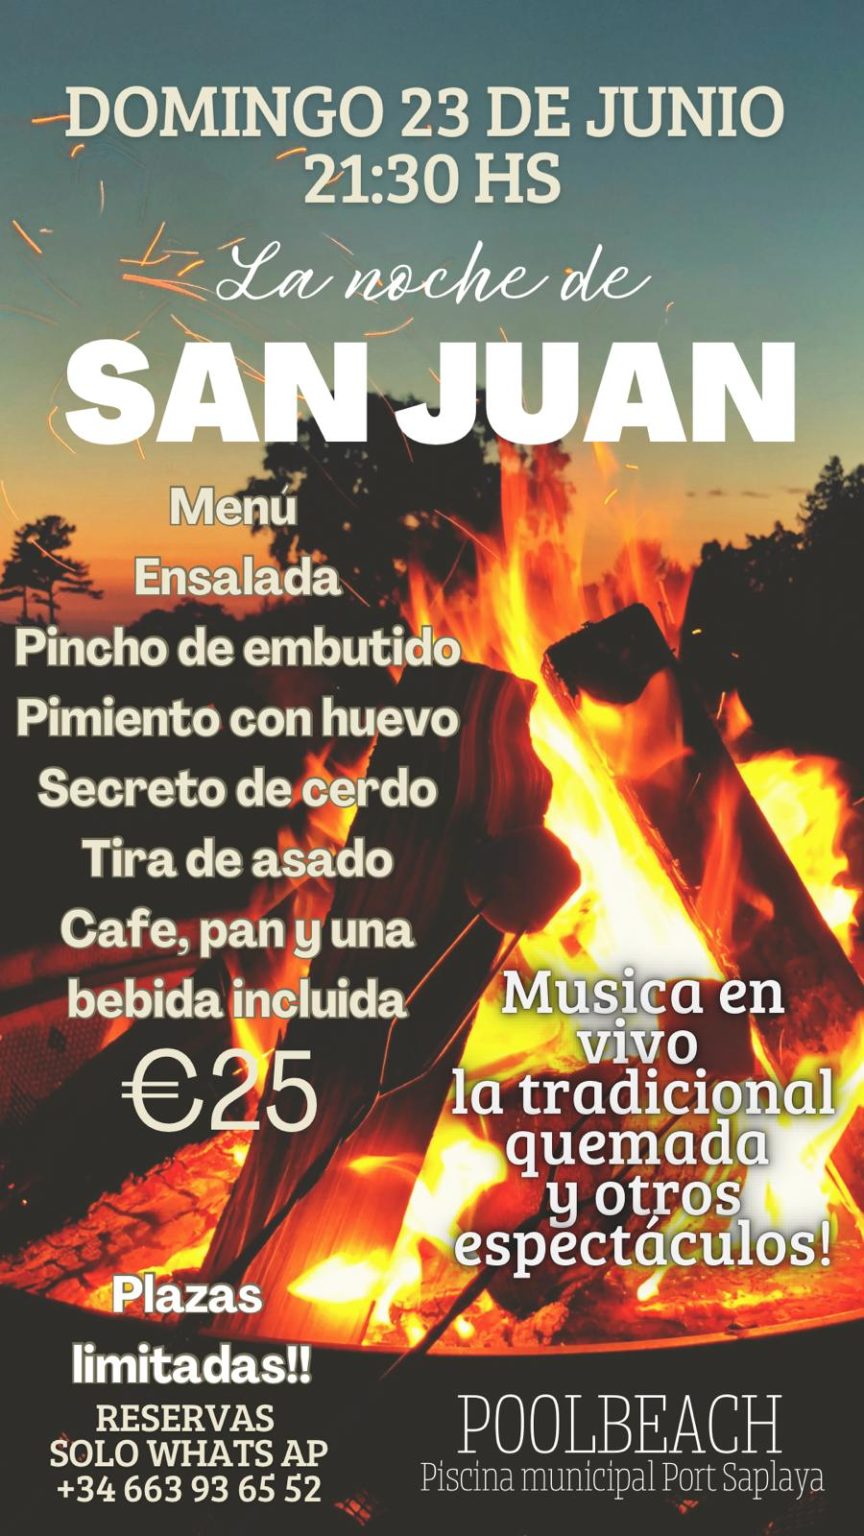 DOMINGO 23 DE JUNIO
21:30 HS
La noche de
SAN JUAN
Menú
Ensalada
Pincho de embutido
Pimiento con huevo
Secreto de cerdo
Tira de asado
Cafe, pan y una
bebida incluida
€25
Musica en
vivo
la tradicional
quemada
y otros
espectáculos!
Plazas
limitadas!!
RESERVAS
SOLO WHATS AP
+34 663 93 65 52
POOLBEACH
Piscina municipal Port Saplaya